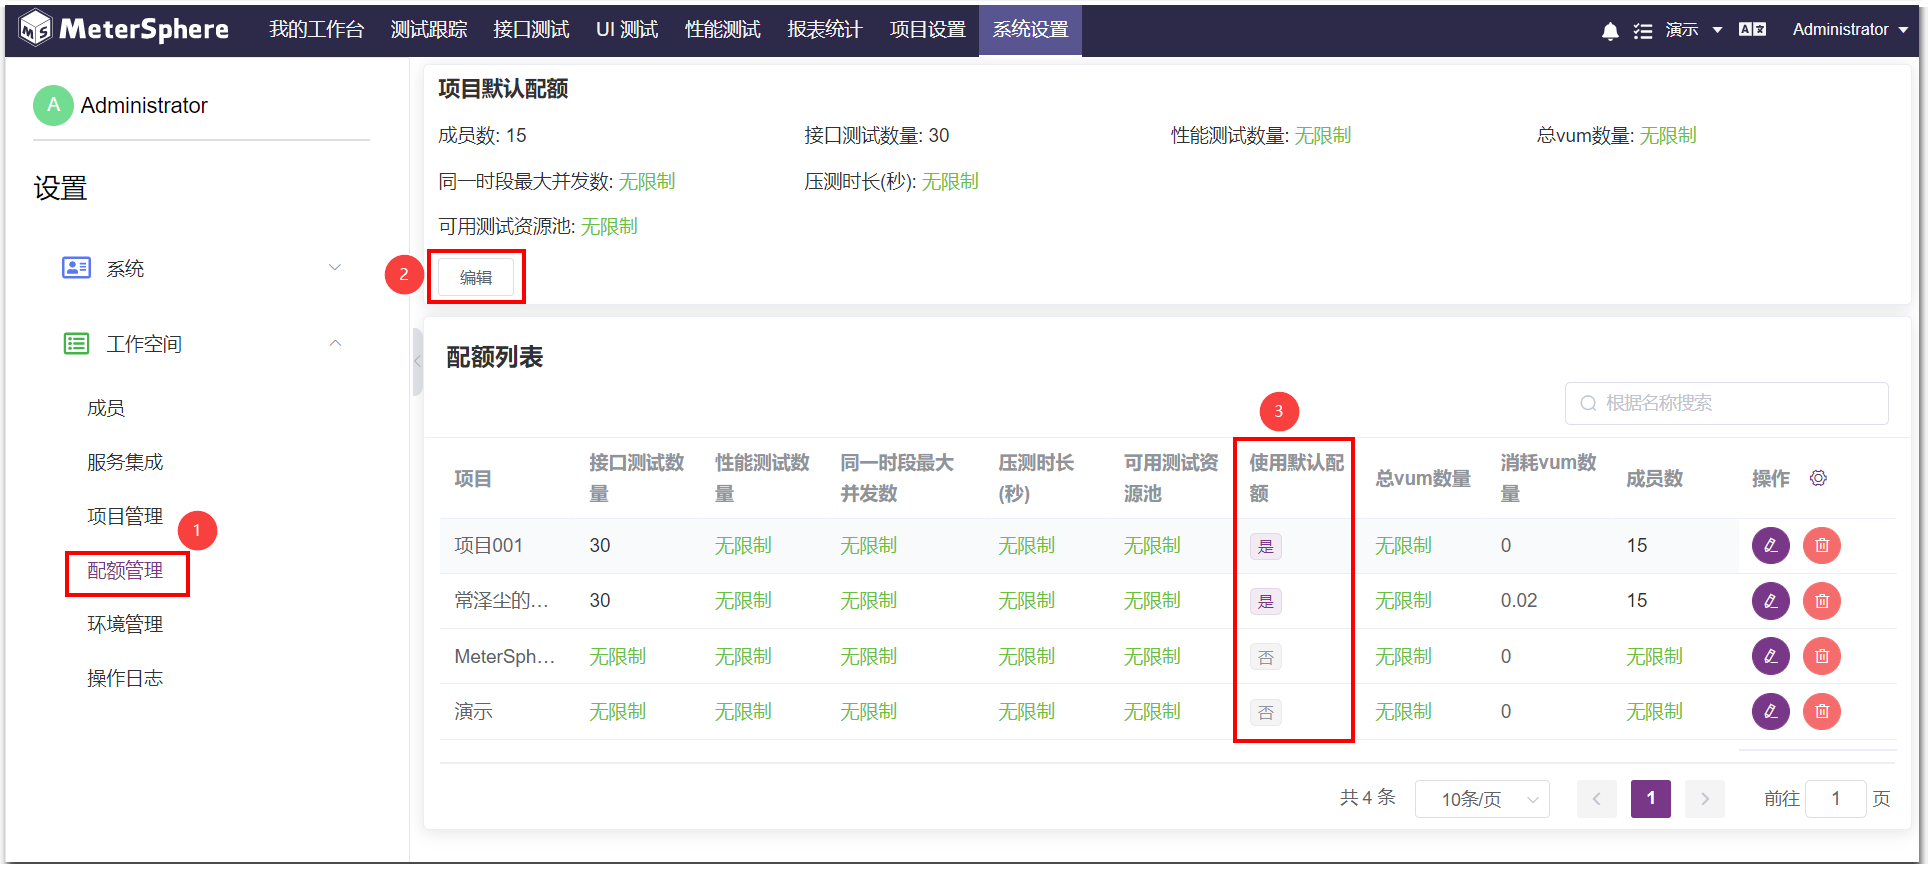 MeterSphere 我的工作台 测试跟踪 接口测试 UI 测试 性能测试 报表统计 项目设置 系统设置 演示 Administrator
A Administrator
设置
系统
工作空间
成员
服务集成
项目管理
1
配额管理
环境管理
操作日志
项目默认配额
成员数: 15 接口测试数量: 30 性能测试数量: 无限制 总vum数量: 无限制
同一时段最大并发数: 无限制 压测时长(秒): 无限制
可用测试资源池: 无限制
2 编辑
配额列表
根据名称搜索
3
项目 接口测试数量 性能测试数量 同一时段最大并发数 压测时长(秒) 可用测试资源池 使用默认配额 总vum数量 消耗vum数量 成员数 操作
项目001 30 无限制 无限制 无限制 无限制 是 无限制 0 15
常泽尘的... 30 无限制 无限制 无限制 无限制 是 无限制 0.02 15
MeterSph... 无限制 无限制 无限制 无限制 无限制 否 无限制 0 无限制
演示 无限制 无限制 无限制 无限制 无限制 否 无限制 0 无限制
共 4 条 10条/页 1 前往 1 页